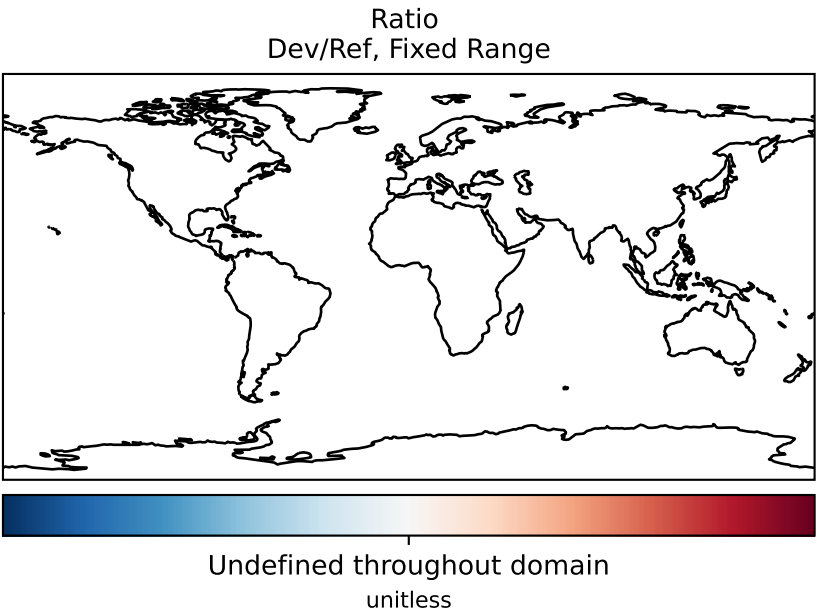 Ratio
Dev/Ref, Fixed Range
Undefined throughout domain
unitless